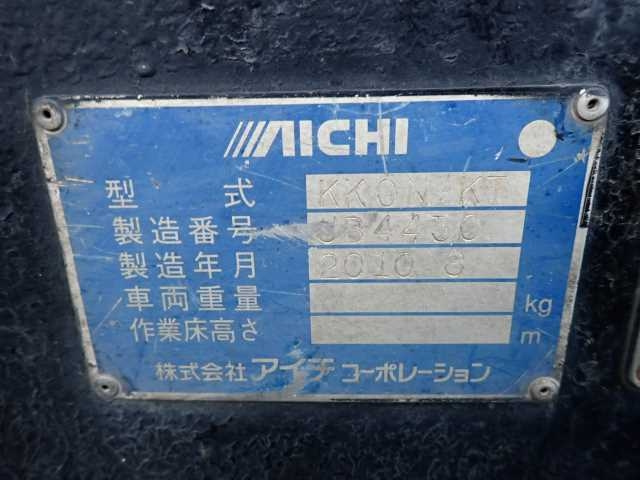 AICHI
型式
製造番号
製造年月 2010 8
車両重量 kg
作業床高さ m
株式会社 アイチ コーポレーション